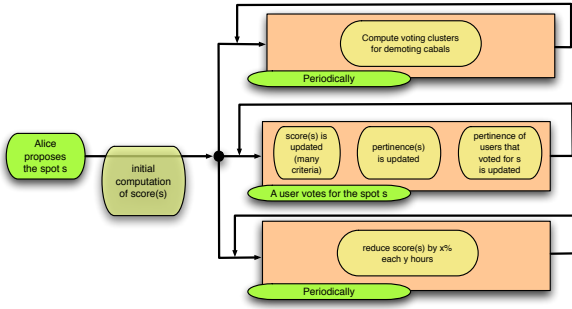 Compute voting clusters
for demoting cabals
Periodically
Alice
proposes
the spot s
initial
computation
of score(s)
score(s) is
updated
(many
criteria)
pertinence(s)
is updated
pertinence of
users that
voted for s
is updated
A user votes for the spot s
reduce score(s) by x%
each y hours
Periodically